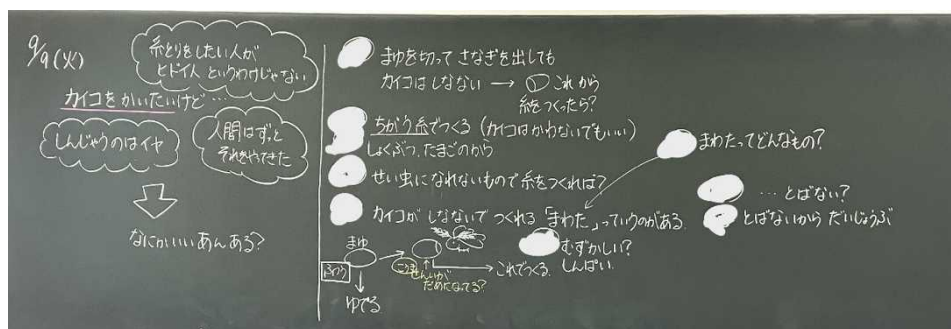 9/9(火)
糸とりをしたい人が
ヒドイ人 というわけじゃない
カイコをかいたいけど…
しんじゃうのはイヤ
人間はずっと
それをやってきた
なにかいいあんある?
まゆを切って さなぎを出しても
カイコは しなない → これから
糸をつくったら?
ちがう糸でつくる (カイコはかわないでもいい)
しょくぶつ、たまごのから
せい虫になれないもので糸をつくれば?
カイコが しなないで つくれる 「まわた」っていうのがある
まわたってどんなもの?
… とばない?
とばないから だいじょうぶ
むずかしい?
しんぱい
まゆ
ふつう
ゆでる
せんいが
だめになってる?
→これでつくる